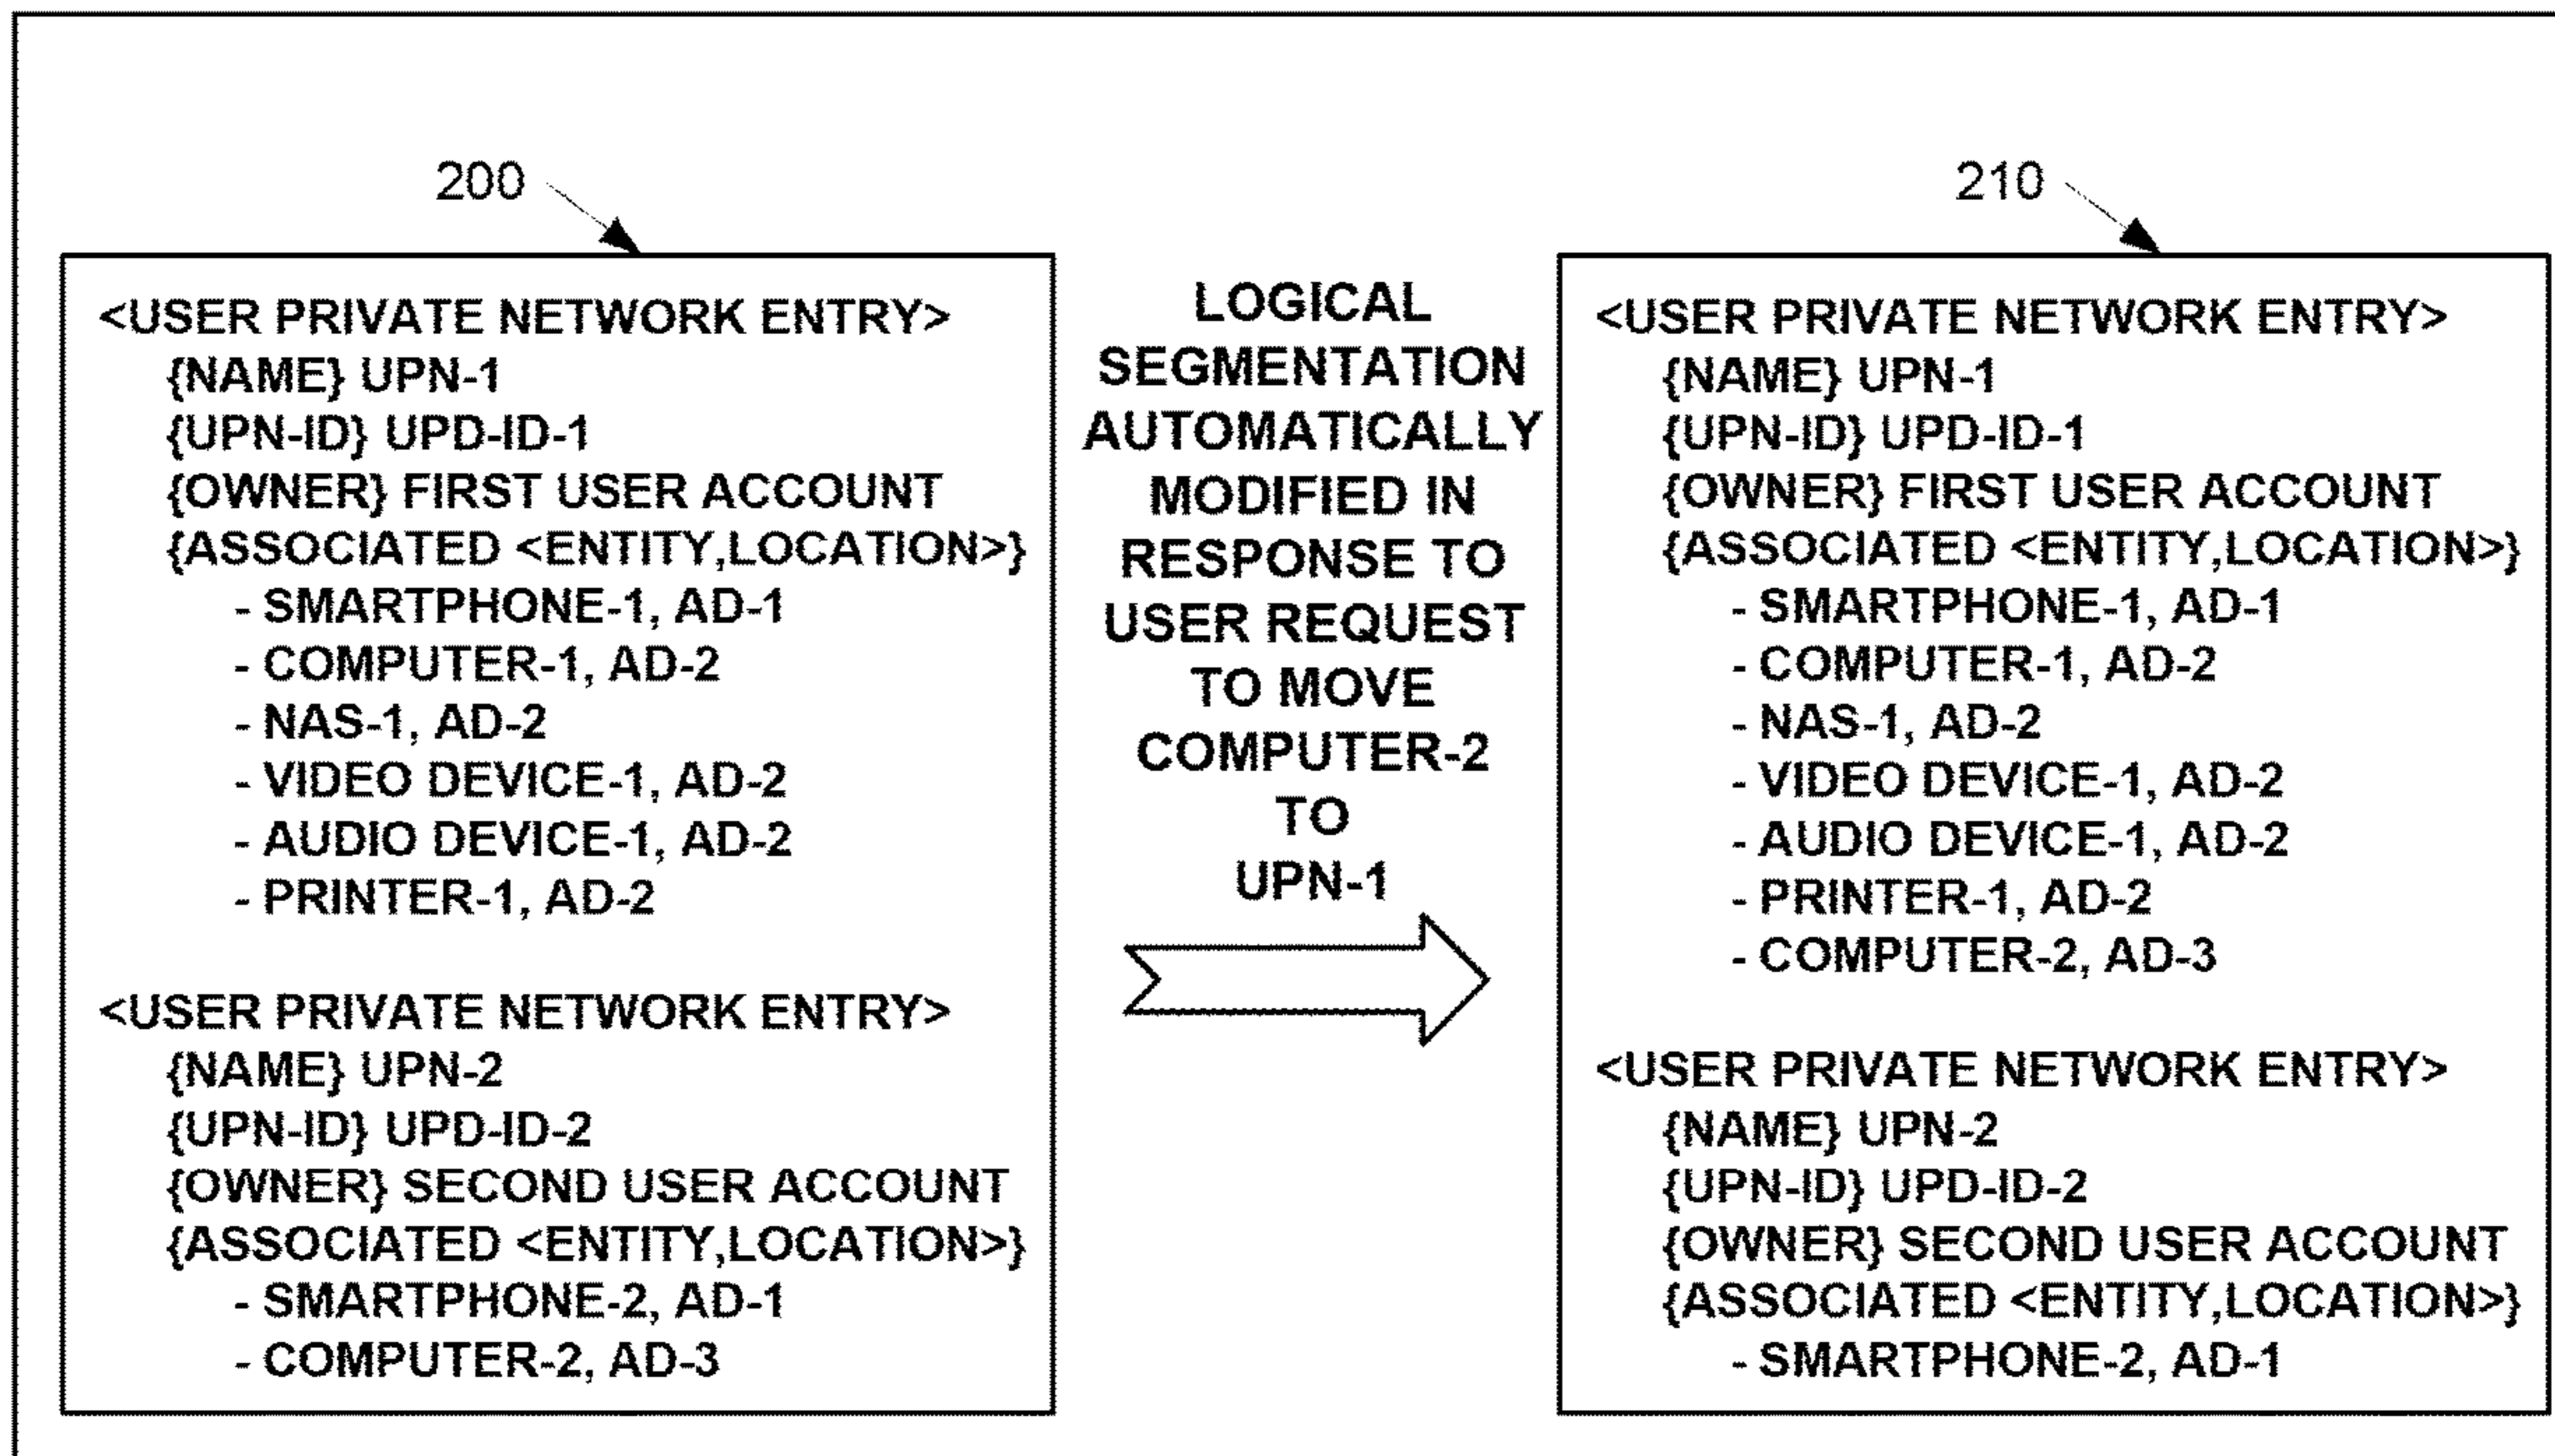 200
<USER PRIVATE NETWORK ENTRY>
{NAME} UPN-1
{UPN-ID} UPD-ID-1
{OWNER} FIRST USER ACCOUNT
{ASSOCIATED <ENTITY,LOCATION>}
- SMARTPHONE-1, AD-1
- COMPUTER-1, AD-2
- NAS-1, AD-2
- VIDEO DEVICE-1, AD-2
- AUDIO DEVICE-1, AD-2
- PRINTER-1, AD-2
<USER PRIVATE NETWORK ENTRY>
{NAME} UPN-2
{UPN-ID} UPD-ID-2
{OWNER} SECOND USER ACCOUNT
{ASSOCIATED <ENTITY,LOCATION>}
- SMARTPHONE-2, AD-1
- COMPUTER-2, AD-3
LOGICAL
SEGMENTATION
AUTOMATICALLY
MODIFIED IN
RESPONSE TO
USER REQUEST
TO MOVE
COMPUTER-2
TO
UPN-1
210
<USER PRIVATE NETWORK ENTRY>
{NAME} UPN-1
{UPN-ID} UPD-ID-1
{OWNER} FIRST USER ACCOUNT
{ASSOCIATED <ENTITY,LOCATION>}
- SMARTPHONE-1, AD-1
- COMPUTER-1, AD-2
- NAS-1, AD-2
- VIDEO DEVICE-1, AD-2
- AUDIO DEVICE-1, AD-2
- PRINTER-1, AD-2
- COMPUTER-2, AD-3
<USER PRIVATE NETWORK ENTRY>
{NAME} UPN-2
{UPN-ID} UPD-ID-2
{OWNER} SECOND USER ACCOUNT
{ASSOCIATED <ENTITY,LOCATION>}
- SMARTPHONE-2, AD-1